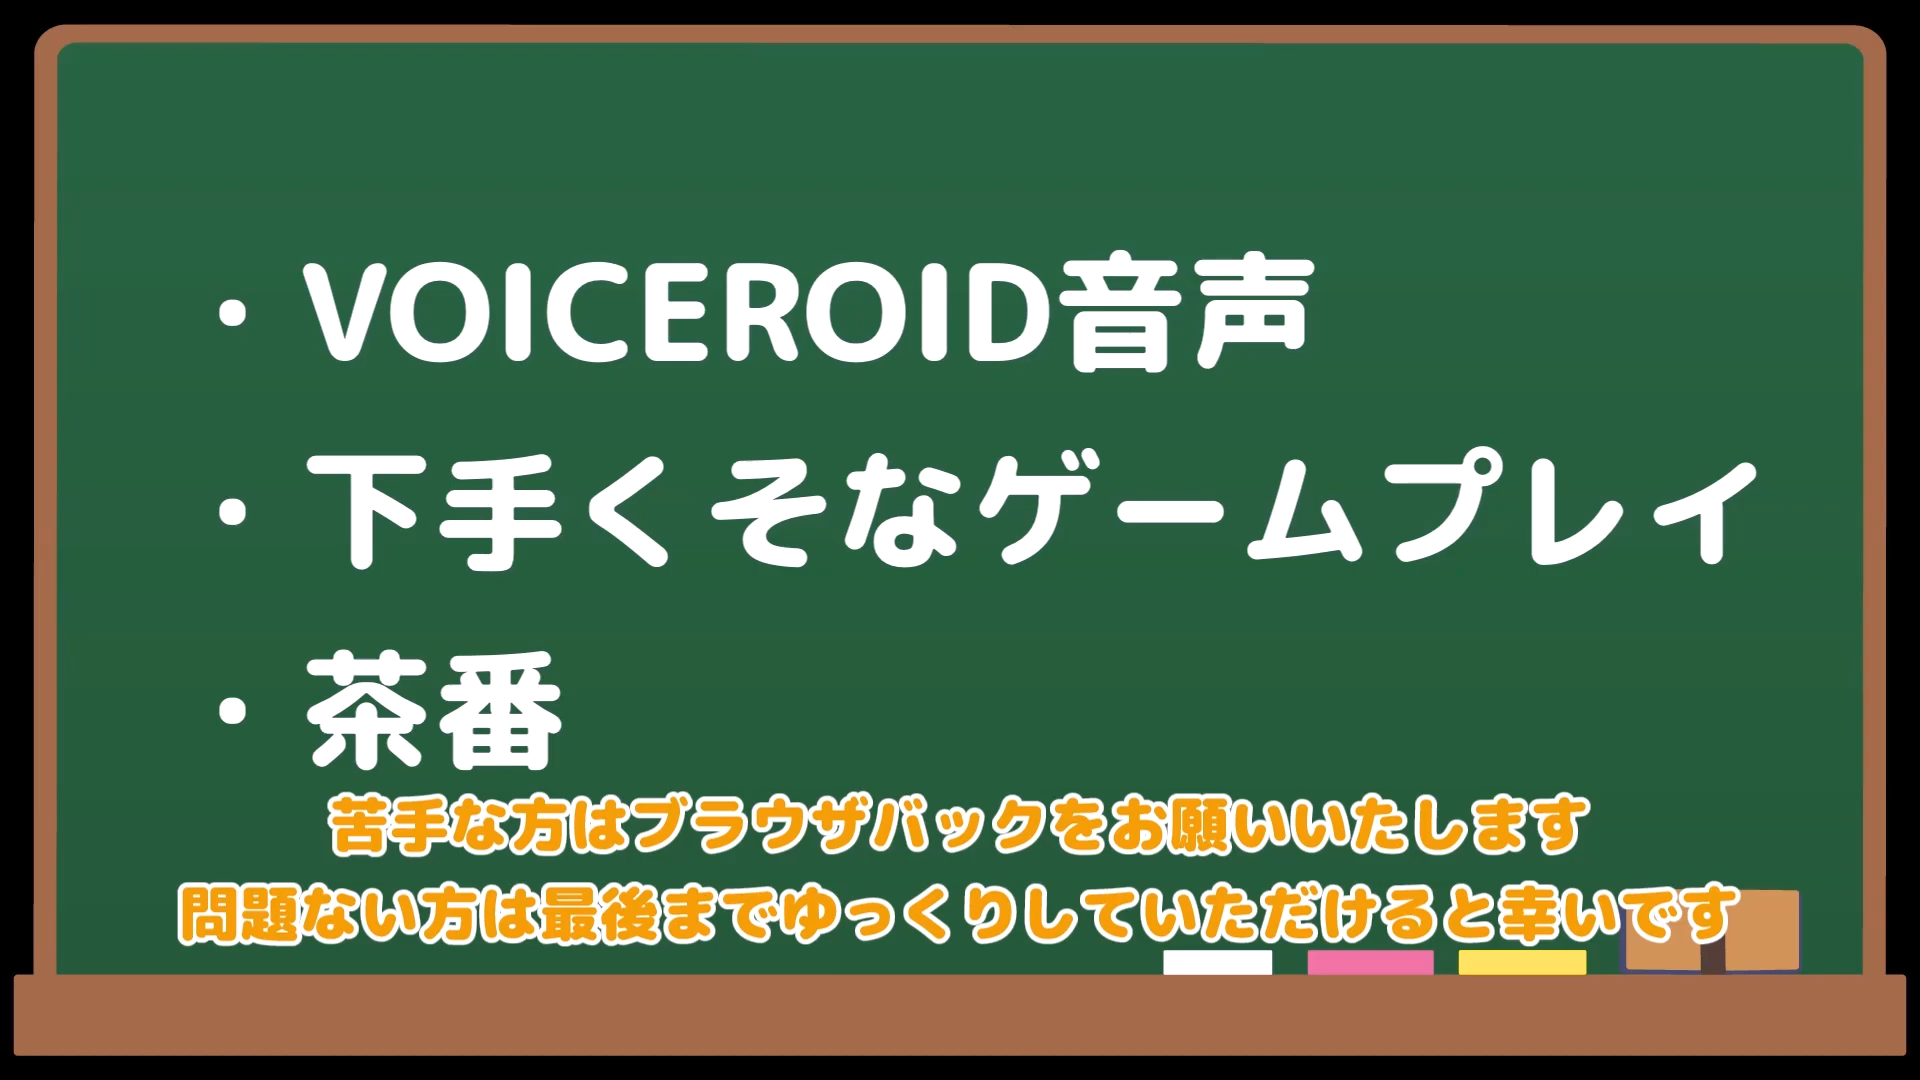 ・VOICEROID音声
・下手くそなゲームプレイ
・茶番
苦手な方はブラウザバックをお願いいたします
問題ない方は最後までゆっくりしていただけると幸いです